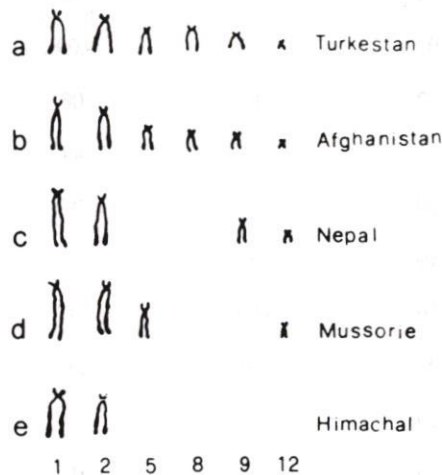 a Turkestan
b Afghanistan
c Nepal
d Mussorie
e Himachal
1 2 5 8 9 12